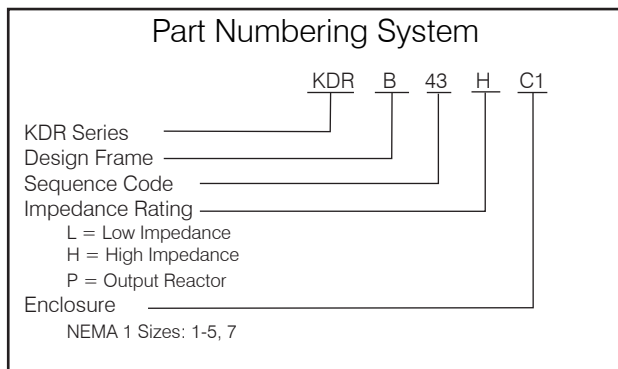 Part Numbering System
KDR B 43 H C1
KDR Series
Design Frame
Sequence Code
Impedance Rating
L = Low Impedance
H = High Impedance
P = Output Reactor
Enclosure
NEMA 1 Sizes: 1-5, 7